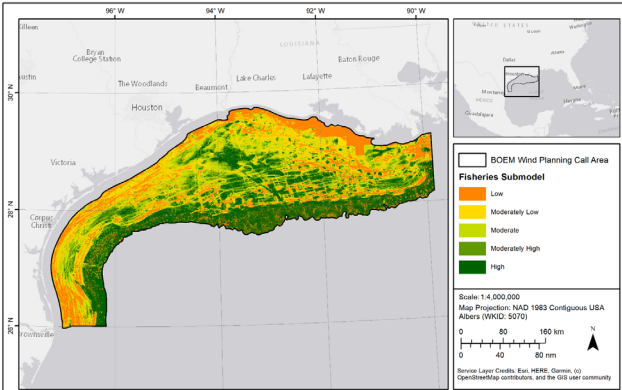 96° W
94° W
92° W
90° W
Killeen
Bryan
College Station
LOUISIANA
Baton Rouge
Lafayette
Lake Charles
Beaumont
The Woodlands
Austin
30° N
Houston
Victoria
28° N
Corpus
Christi
26° N
Brownsville
UNITED STATES
Dallas
Houston
Monterrey
MEXICO
Guadalajara
Havana
BOEM Wind Planning Call Area
Fisheries Submodel
Low
Moderately Low
Moderate
Moderately High
High
Scale: 1:4,000,000
Map Projection: NAD 1983 Contiguous USA
Albers (WKID: 5070)
0 80 160 km
0 40 80 nm
N
Service Layer Credits: Esri, HERE, Garmin, (c)
OpenStreetMap contributors, and the GIS user community